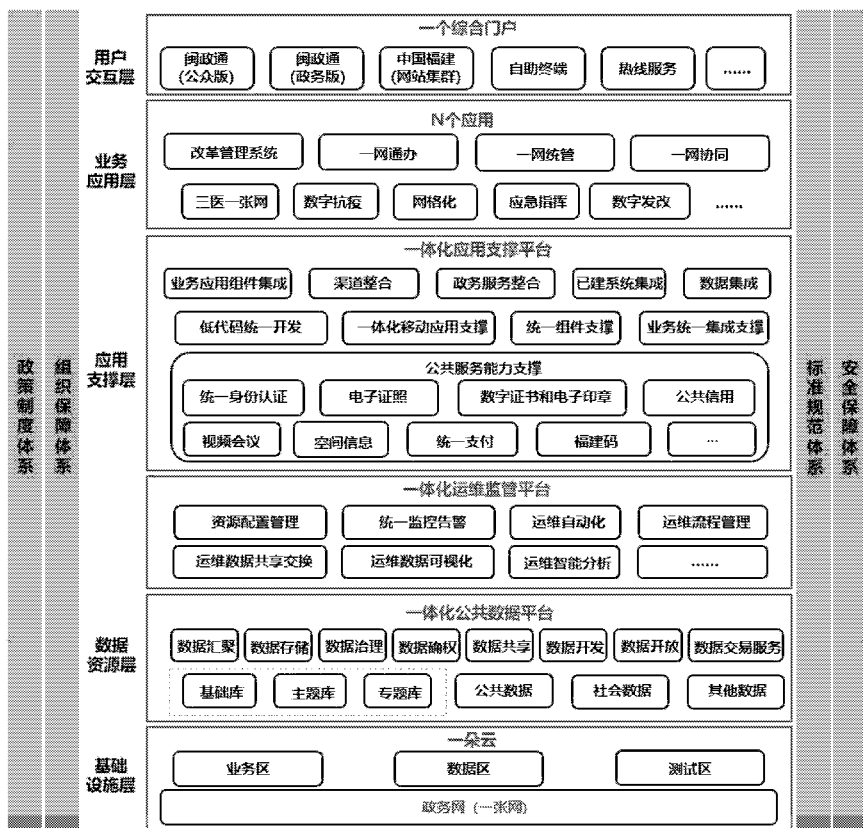 一个综合门户
用户
交互层
闽政通
(公众版)
闽政通
(政务版)
中国福建
(网站集群)
自助终端
热线服务
......
N个应用
业务
应用层
改革管理系统
一网通办
一网统管
一网协同
三医一张网
数字抗疫
网格化
应急指挥
数字发改
......
一体化应用支撑平台
应用
支撑层
业务应用组件集成
渠道整合
政务服务整合
已建系统集成
数据集成
低代码统一开发
一体化移动应用支撑
统一组件支撑
业务统一集成支撑
公共服务能力支撑
统一身份认证
电子证照
数字证书和电子印章
公共信用
视频会议
空间信息
统一支付
福建码
...
一体化运维监管平台
资源配置管理
统一监控告警
运维自动化
运维流程管理
运维数据共享交换
运维数据可视化
运维智能分析
......
一体化公共数据平台
数据
资源层
数据汇聚
数据存储
数据治理
数据确权
数据共享
数据开发
数据开放
数据交易服务
基础库
主题库
专题库
公共数据
社会数据
其他数据
一朵云
基础
设施层
业务区
数据区
测试区
政务网（一张网）
政策制度体系
组织保障体系
标准规范体系
安全保障体系